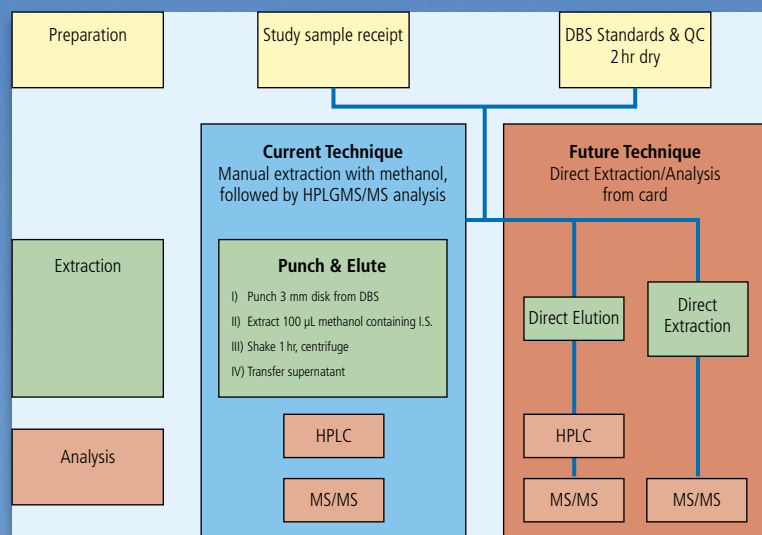 Preparation
Study sample receipt
DBS Standards & QC
2 hr dry
Current Technique
Manual extraction with methanol,
followed by HPLGMS/MS analysis
Future Technique
Direct Extraction/Analysis
from card
Extraction
Punch & Elute
I) Punch 3 mm disk from DBS
II) Extract 100 µL methanol containing I.S.
III) Shake 1 hr, centrifuge
IV) Transfer supernatant
Direct Elution
Direct
Extraction
Analysis
HPLC
MS/MS
HPLC
MS/MS
MS/MS